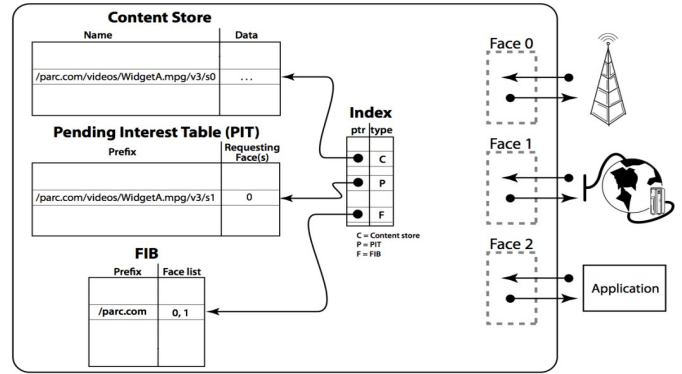 Content Store
Name Data
/parc.com/videos/WidgetA.mpg/v3/s0 ...
Pending Interest Table (PIT)
Prefix Requesting
Face(s)
/parc.com/videos/WidgetA.mpg/v3/s1 0
FIB
Prefix Face list
/parc.com 0, 1
Index
ptr type
C
P
F
C = Content store
P = PIT
F = FIB
Face 0
Face 1
Face 2
Application